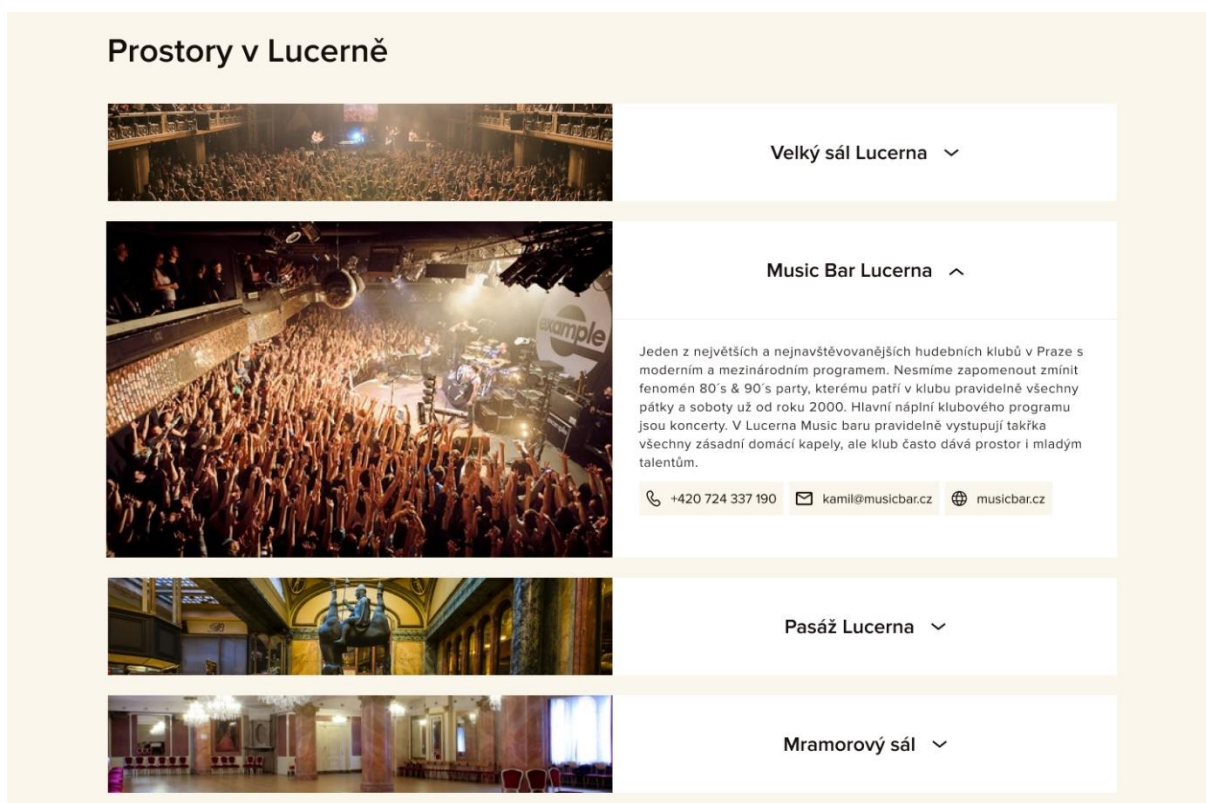 Prostory v Lucerně
Velký sál Lucerna
Music Bar Lucerna
example
Jeden z největších a nejnavštěvovanějších hudebních klubů v Praze s
moderním a mezinárodním programem. Nesmíme zapomenout zmínit
fenomén 80´s & 90´s party, kterému patří v klubu pravidelně všechny
pátky a soboty už od roku 2000. Hlavní náplní klubového programu
jsou koncerty. V Lucerna Music baru pravidelně vystupují takřka
všechny zásadní domácí kapely, ale klub často dává prostor i mladým
talentům.
+420 724 337 190 kamil@musicbar.cz musicbar.cz
Pasáž Lucerna
Mramorový sál